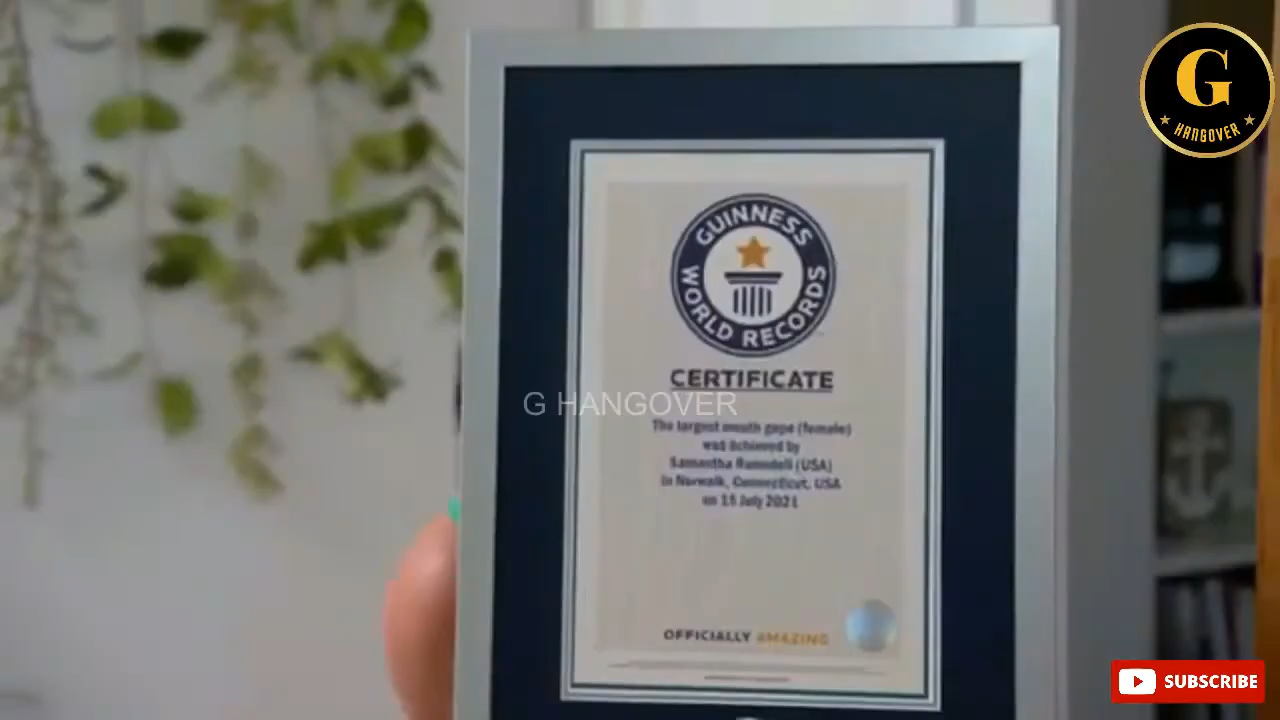 G
HANGOVER
GUINNESS
WORLD RECORDS
CERTIFICATE
G HANGOVER
The largest mouth gape (female)
was achieved by
Samantha Ramsdell (USA)
in Norwalk, Connecticut, USA
on 15 July 2021
OFFICIALLY AMAZING
SUBSCRIBE